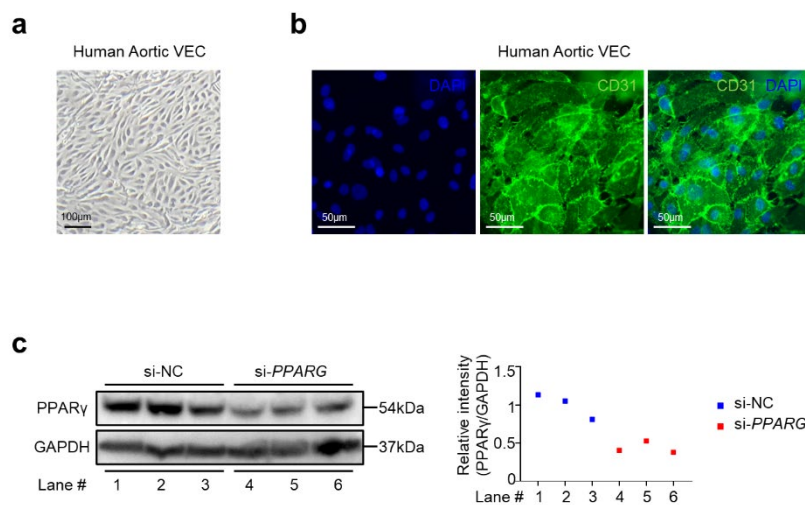 a
Human Aortic VEC
100μm
b
Human Aortic VEC
DAPI
50μm
CD31
50μm
CD31 DAPI
50μm
c
si-NC si-PPARG
PPARγ 54kDa
GAPDH 37kDa
Lane # 1 2 3 4 5 6
Relative intensity
(PPARγ/GAPDH)
1.5
1
0.5
0
Lane # 1 2 3 4 5 6
si-NC
si-PPARG